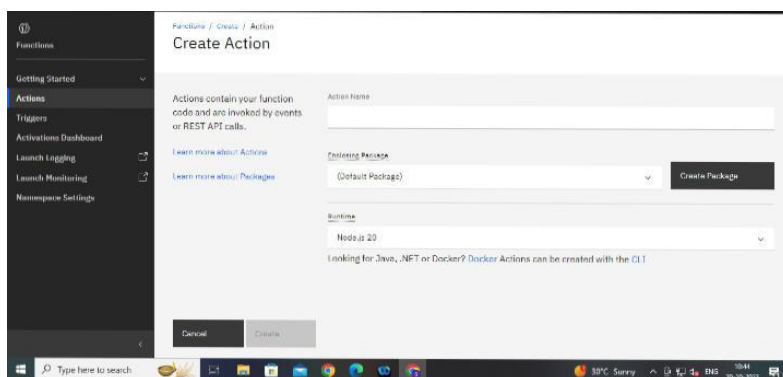 Functions
Getting Started
Actions
Triggers
Activations Dashboard
Launch Logging
Launch Monitoring
Namespace Settings
Functions / Create / Action
Create Action
Actions contain your function
code and are invoked by events
or REST API calls.
Learn more about Actions
Learn more about Packages
Action Name
Enclosing Package
(Default Package)
Create Package
Runtime
Node.js 20
Looking for Java, .NET or Docker? Docker Actions can be created with the CLI
Cancel
Create
Type here to search
30°C Sunny
ENG
10:44